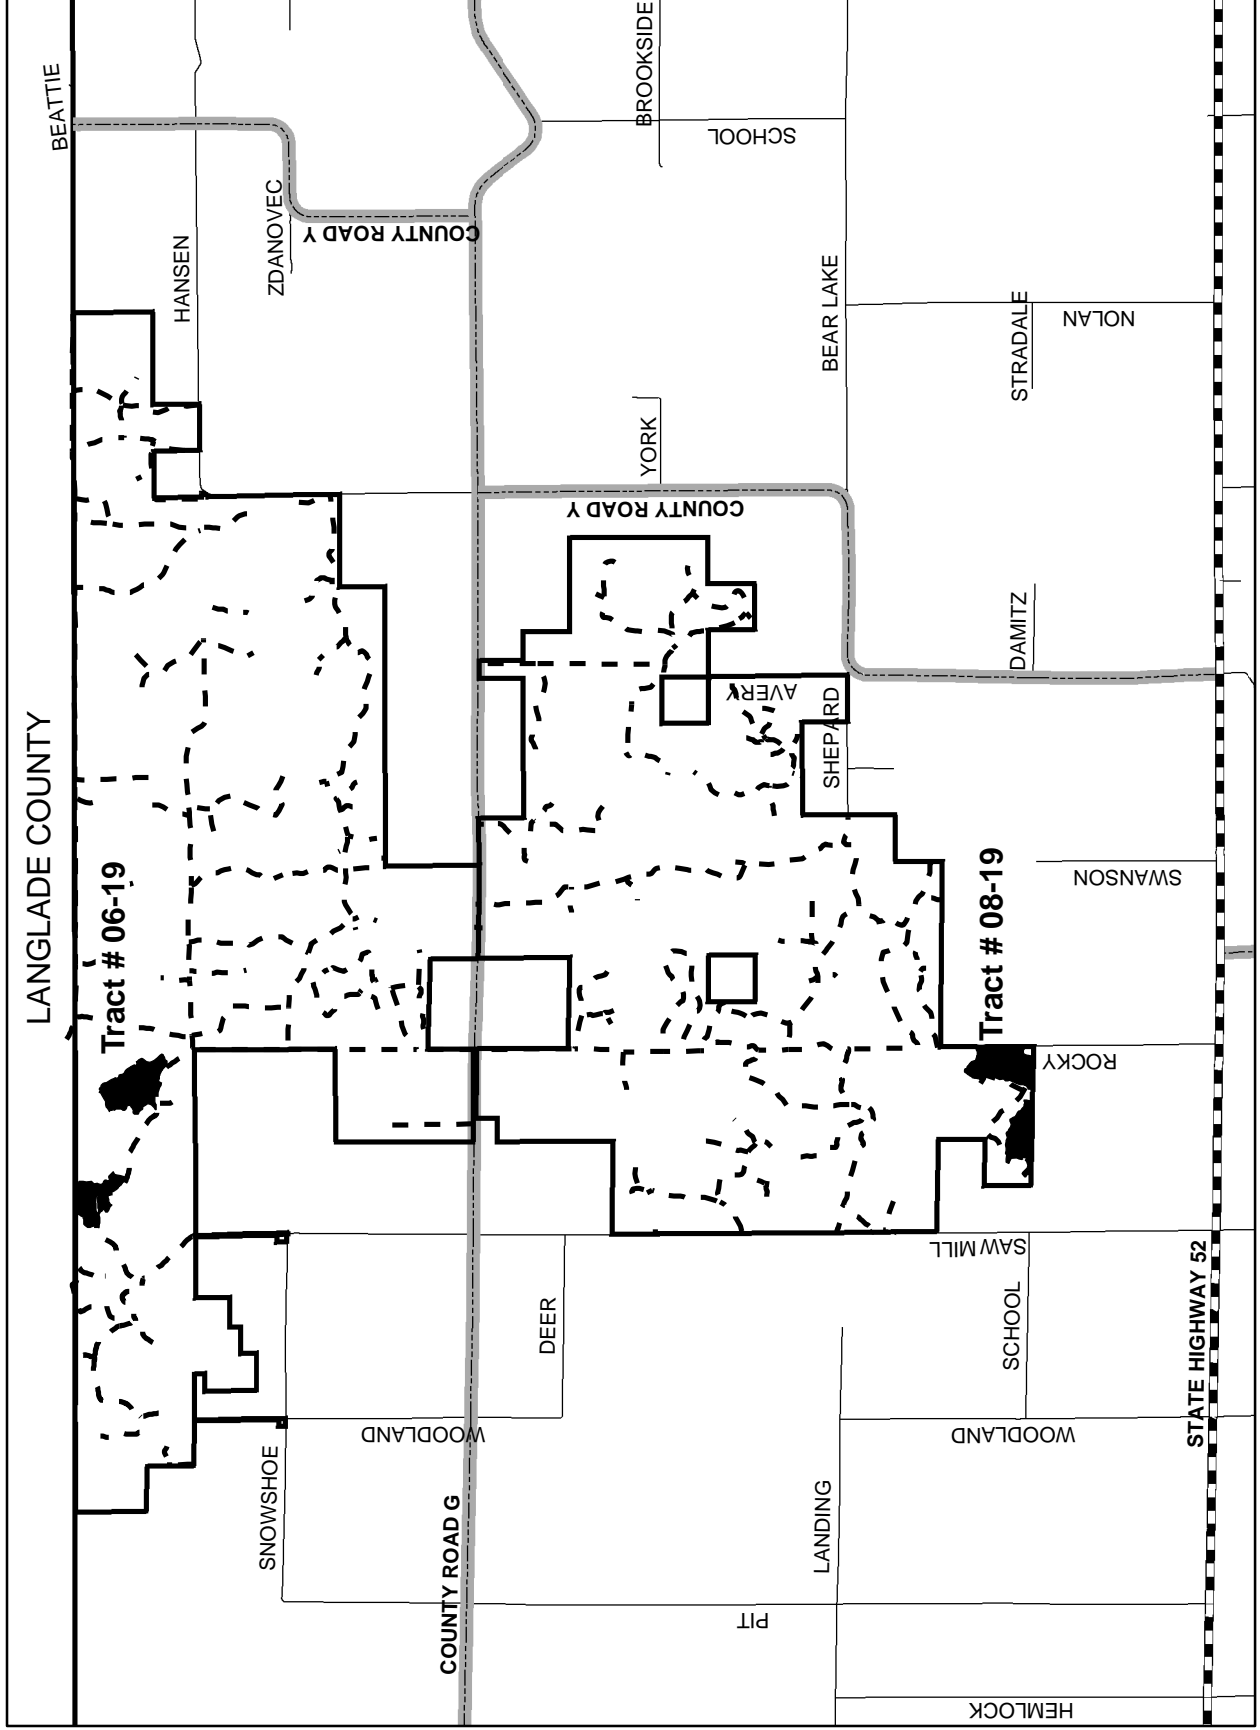 LANGLADE COUNTY
BEATTIE
HANSEN
ZDANOVEC
COUNTY ROAD Y
BROOKSIDE
SCHOOL
BEAR LAKE
STRADALE
NOLAN
YORK
COUNTY ROAD Y
DAMITZ
AVERY
SHEPARD
Tract # 06-19
Tract # 08-19
SWANSON
ROCKY
SAWMILL
DEER
SCHOOL
STATE HIGHWAY 52
WOODLAND
WOODLAND
SNOWSHOE
COUNTY ROAD G
LANDING
PIT
HEMLOCK